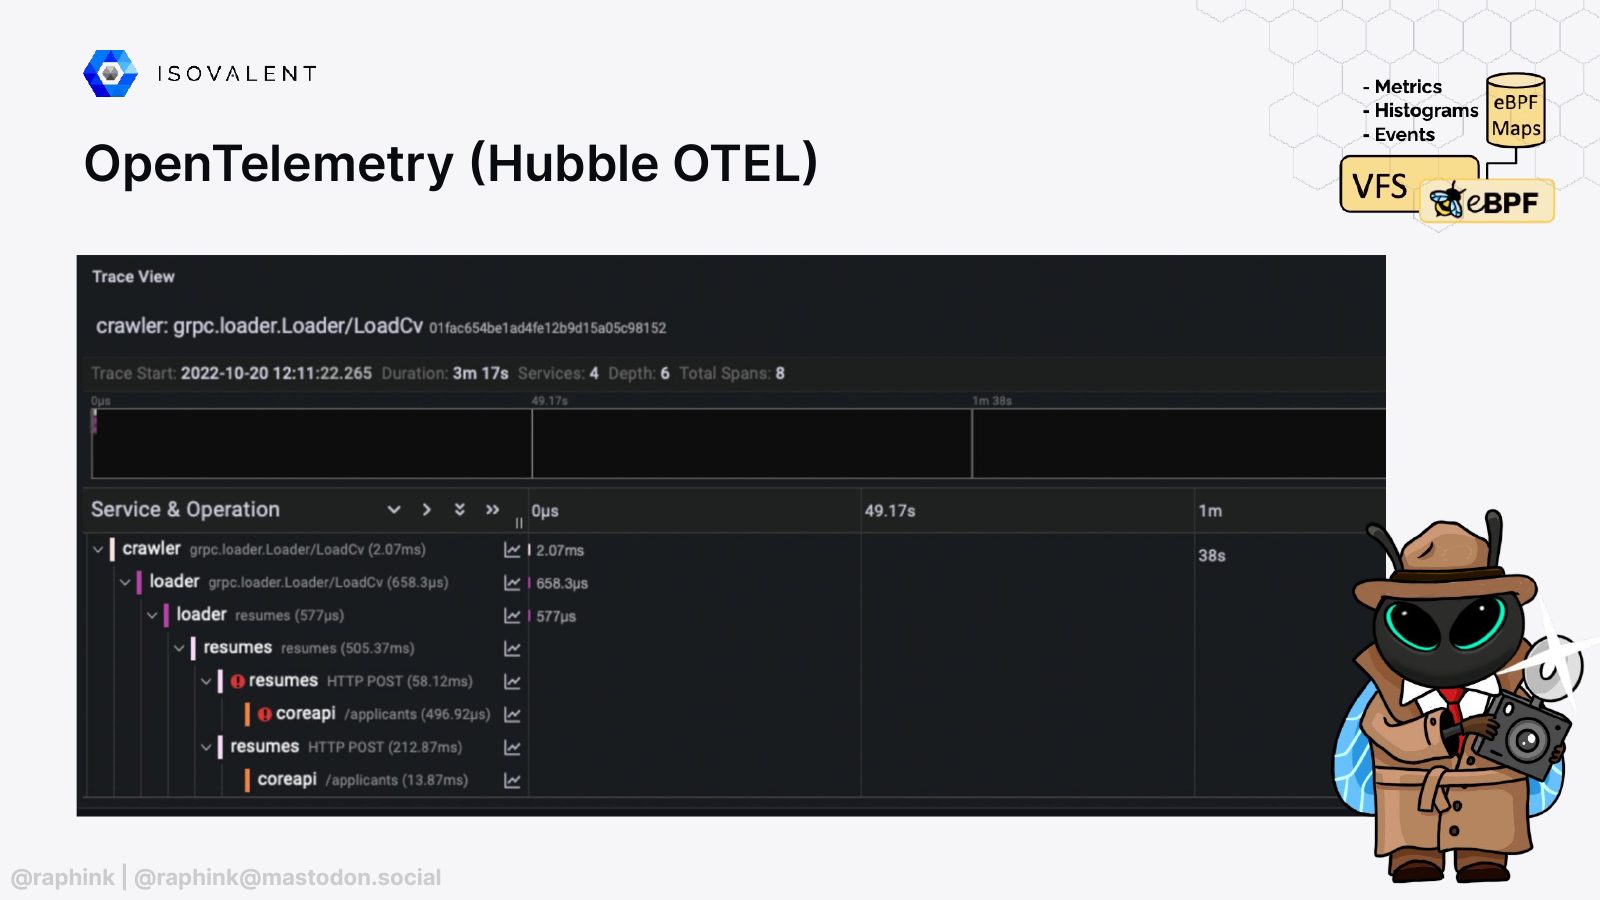 ISOVALENT
- Metrics
- Histograms
- Events
eBPF
Maps
VFS
eBPF
OpenTelemetry (Hubble OTEL)
Trace View
crawler: grpc.loader.Loader/LoadCv 01fac654be1ad4fe12b9d15a05c98152
Trace Start: 2022-10-20 12:11:22.265 Duration: 3m 17s Services: 4 Depth: 6 Total Spans: 8
0μs 49.17s 1m 38s
Service & Operation 0μs 49.17s 1m
38s
crawler grpc.loader.Loader/LoadCv (2.07ms) 2.07ms
loader grpc.loader.Loader/LoadCv (658.3μs) 658.3μs
loader resumes (577μs) 577μs
resumes resumes (505.37ms)
resumes HTTP POST (58.12ms)
coreapi /applicants (496.92μs)
resumes HTTP POST (212.87ms)
coreapi /applicants (13.87ms)
@raphink | @raphink@mastodon.social